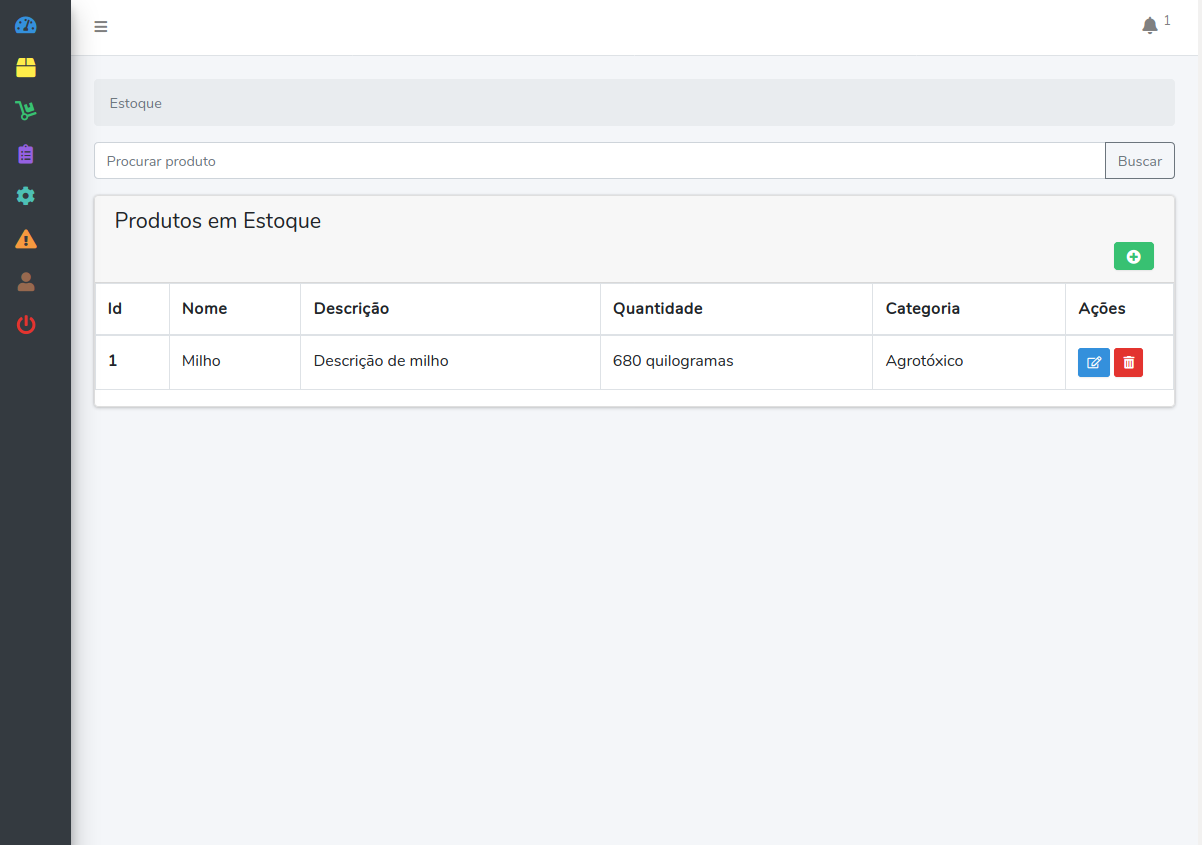 1
Estoque
Procurar produto Buscar
Produtos em Estoque
Id Nome Descrição Quantidade Categoria Ações
1 Milho Descrição de milho 680 quilogramas Agrotóxico